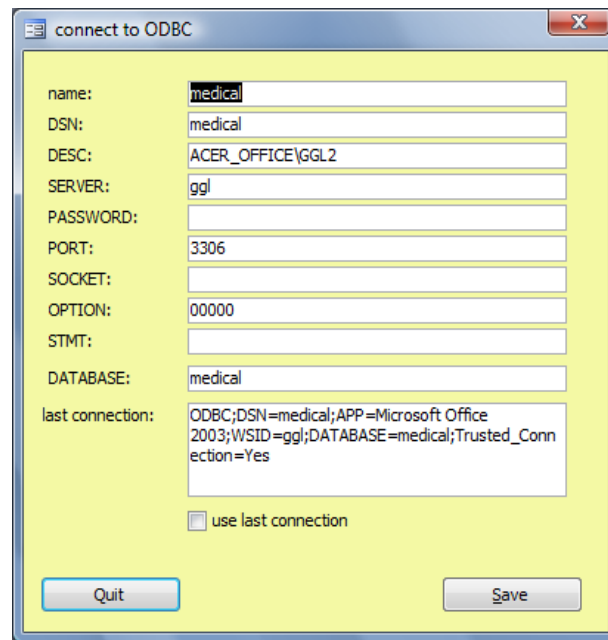 connect to ODBC
name: medical
DSN: medical
DESC: ACER_OFFICE\GGL2
SERVER: ggl
PASSWORD:
PORT: 3306
SOCKET:
OPTION: 00000
STMT:
DATABASE: medical
last connection: ODBC;DSN=medical;APP=Microsoft Office
2003;WSID=ggl;DATABASE=medical;Trusted_Conn
ection=Yes
use last connection
Quit Save